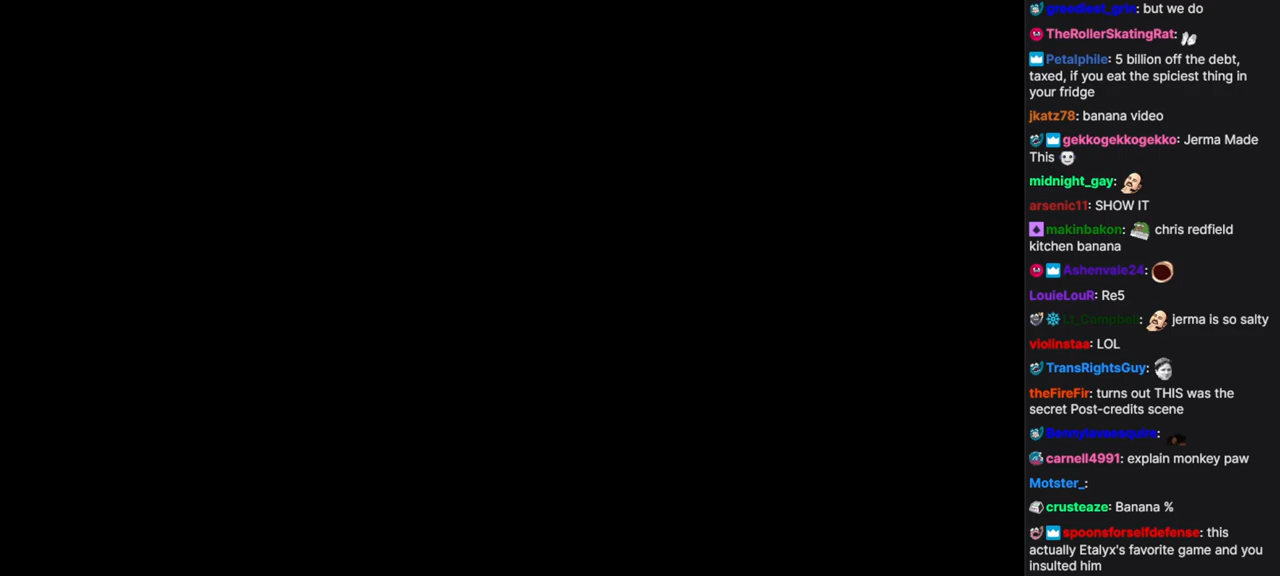 greediest_grin: but we do
TheRollerSkatingRat:
Petalphile: 5 billion off the debt,
taxed, if you eat the spiciest thing in
your fridge
jkatz78: banana video
gekkogekkogekko: Jerma Made
This
midnight_gay:
arsenic11: SHOW IT
makinbakon: chris redfield
kitchen banana
Ashenvale24:
LouieLouR: Re5
Lt_Campbell: jerma is so salty
violinstaa: LOL
TransRightsGuy:
theFireFir: turns out THIS was the
secret Post-credits scene
carnell4991: explain monkey paw
Motster_:
crusteaze: Banana %
spoonsforselfdefense: this
actually Etalyx's favorite game and you
insulted him